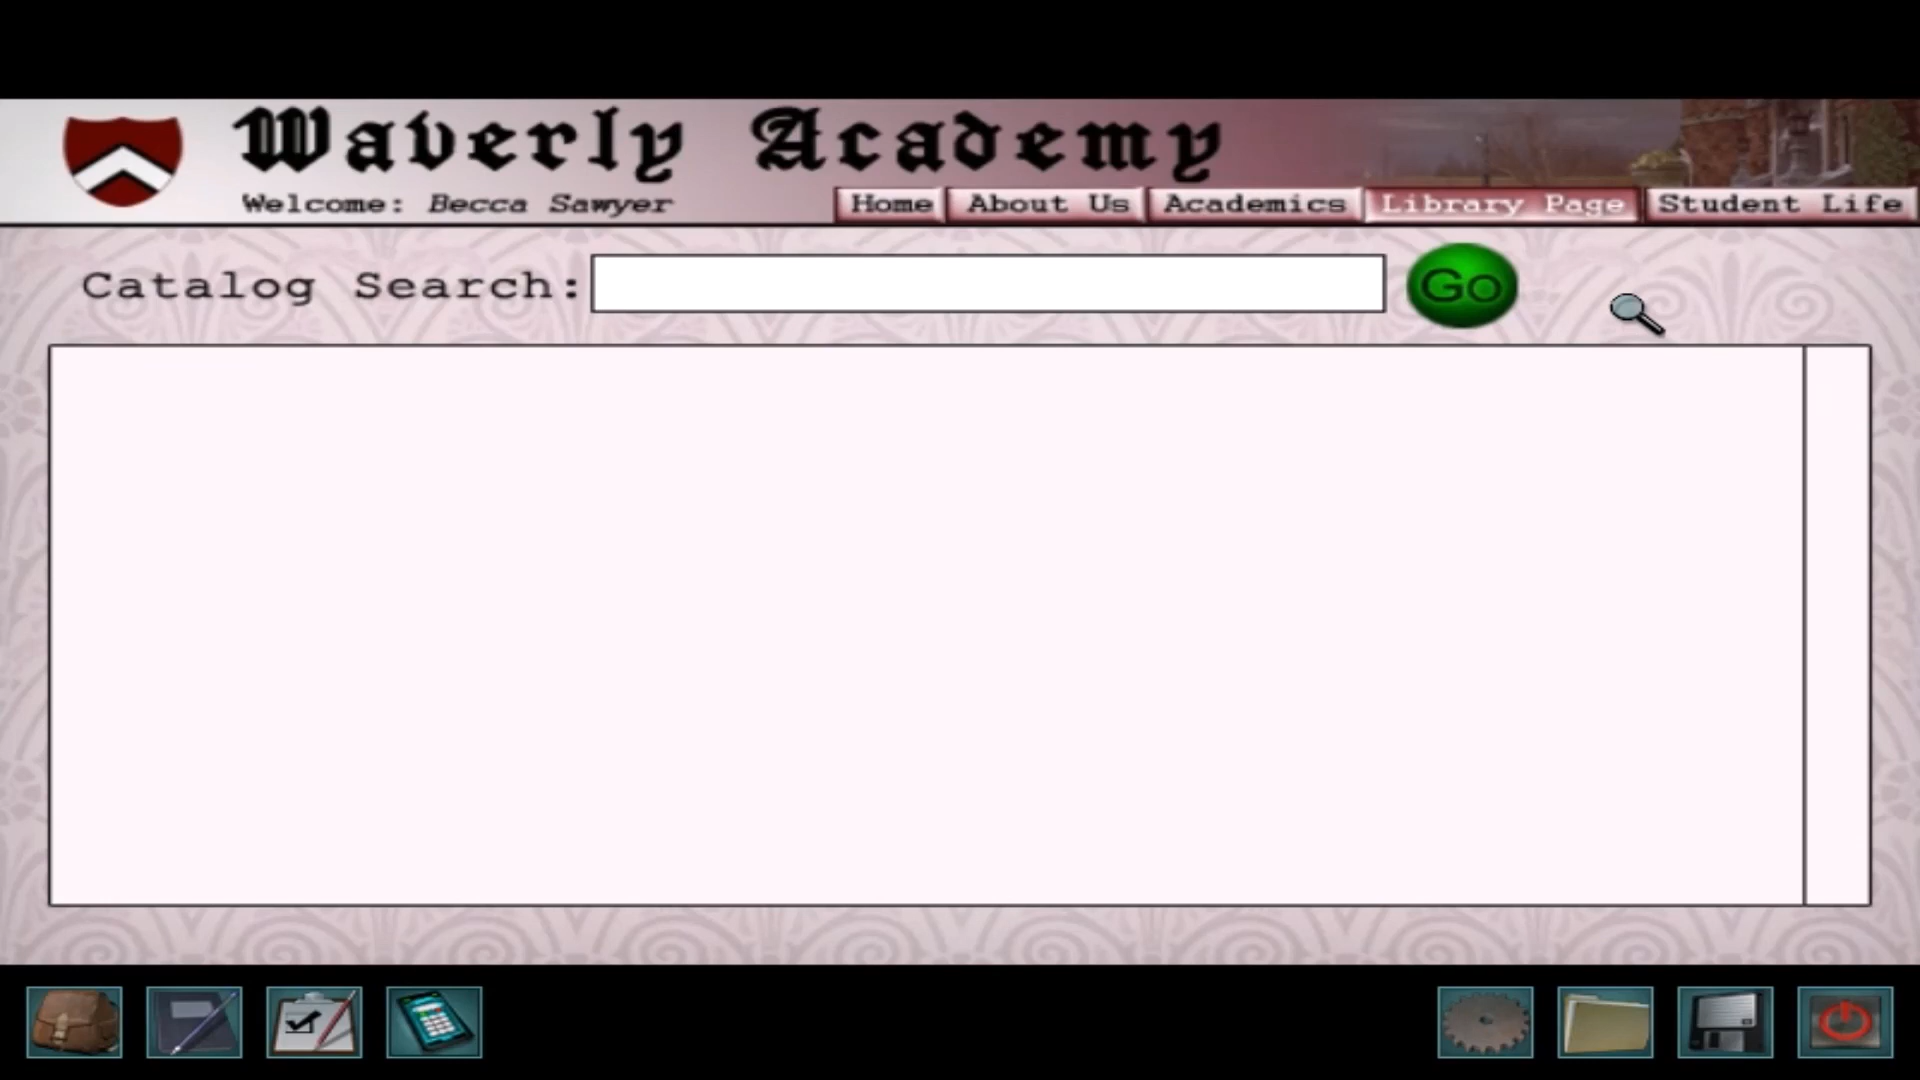 Waverly Academy
Welcome: Becca Sawyer
Home About Us Academics Library Page Student Life
Catalog Search: Go